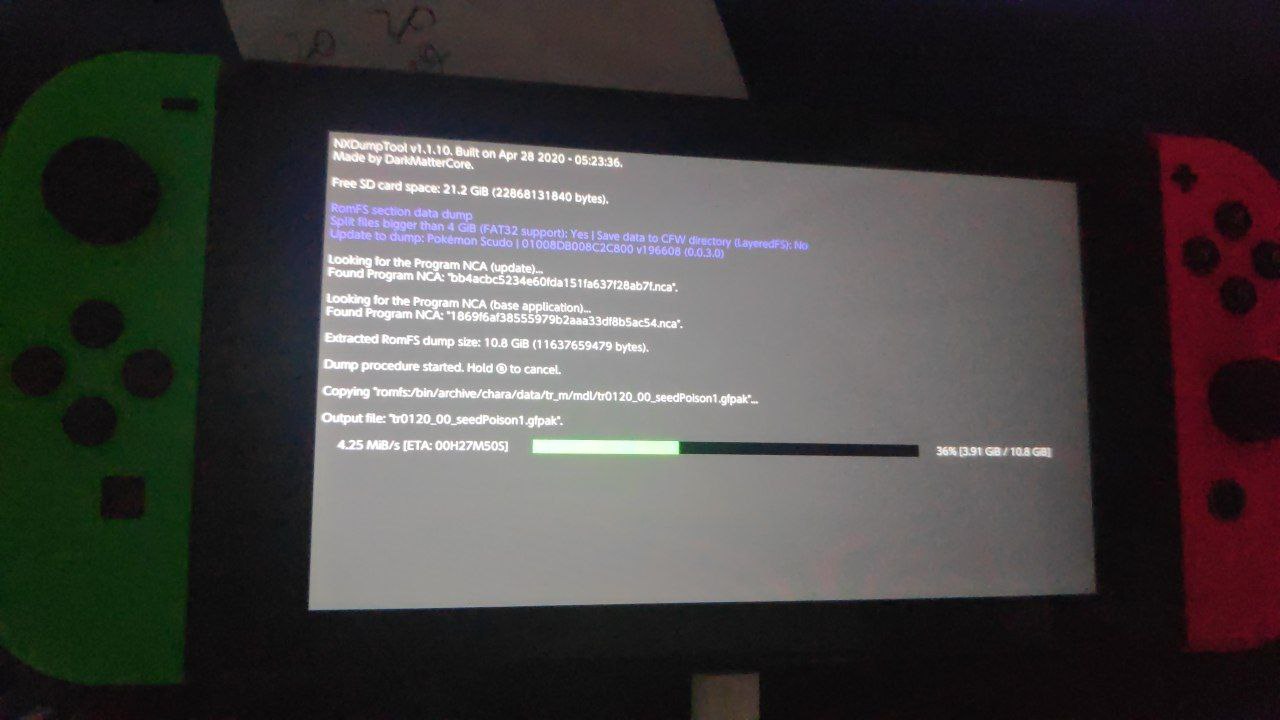 NXDumpTool v1.1.10. Built on Apr 28 2020 - 05:23:36.
Made by DarkMatterCore.
Free SD card space: 21.2 GiB (22868131840 bytes).
RomFS section data dump
Split files bigger than 4 GiB (FAT32 support): Yes | Save data to CFW directory (LayeredFS): No
Update to dump: Pokémon Scudo | 01008DB008C2C800 v196608 (0.0.3.0)
Looking for the Program NCA (update)...
Found Program NCA: "bb4acbc5234e60fda151fa637f28ab7f.nca".
Looking for the Program NCA (base application)...
Found Program NCA: "1869f6af38555979b2aaa33df8b5ac54.nca".
Extracted RomFS dump size: 10.8 GiB (11637659479 bytes).
Dump procedure started. Hold Ⓑ to cancel.
Copying "romfs:/bin/archive/chara/data/tr_m/mdl/tr0120_00_seedPoison1.gfpak"...
Output file: "tr0120_00_seedPoison1.gfpak".
4.25 MiB/s [ETA: 00H27M50S] 36% [3.91 GiB / 10.8 GiB]